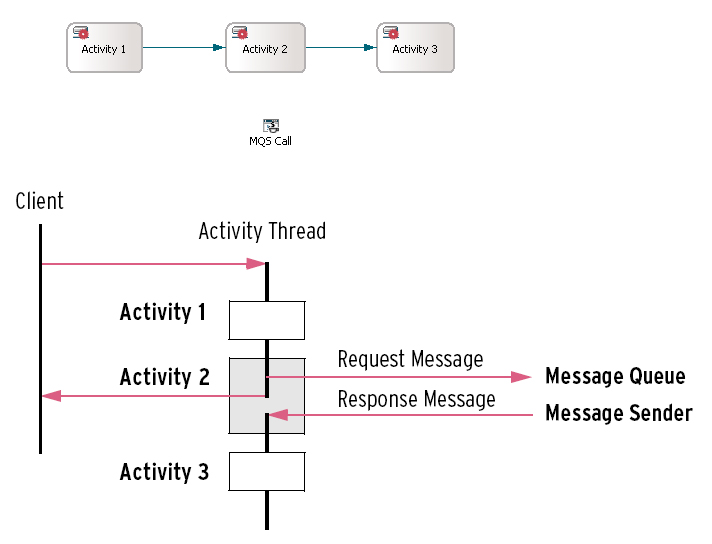 Activity 1
Activity 2
Activity 3
MQS Call
Client
Activity Thread
Activity 1
Request Message
Activity 2
Message Queue
Response Message
Message Sender
Activity 3